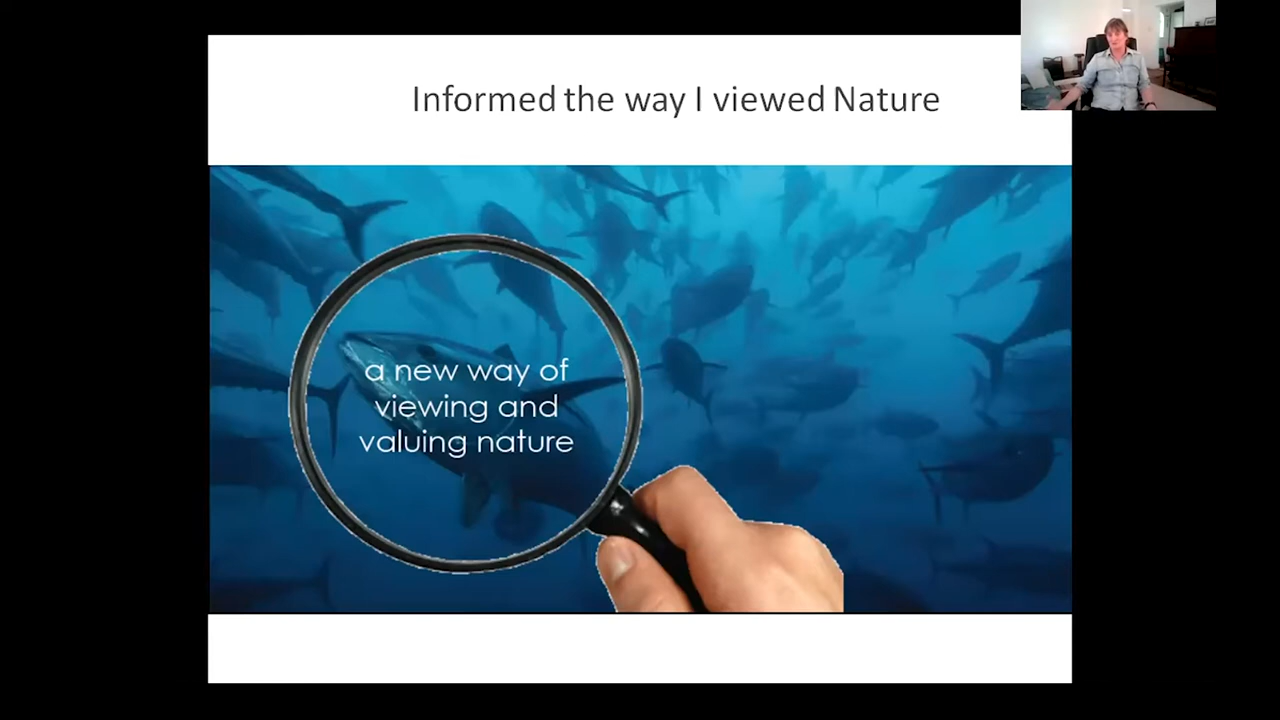 Informed the way I viewed Nature
a new way of
viewing and
valuing nature